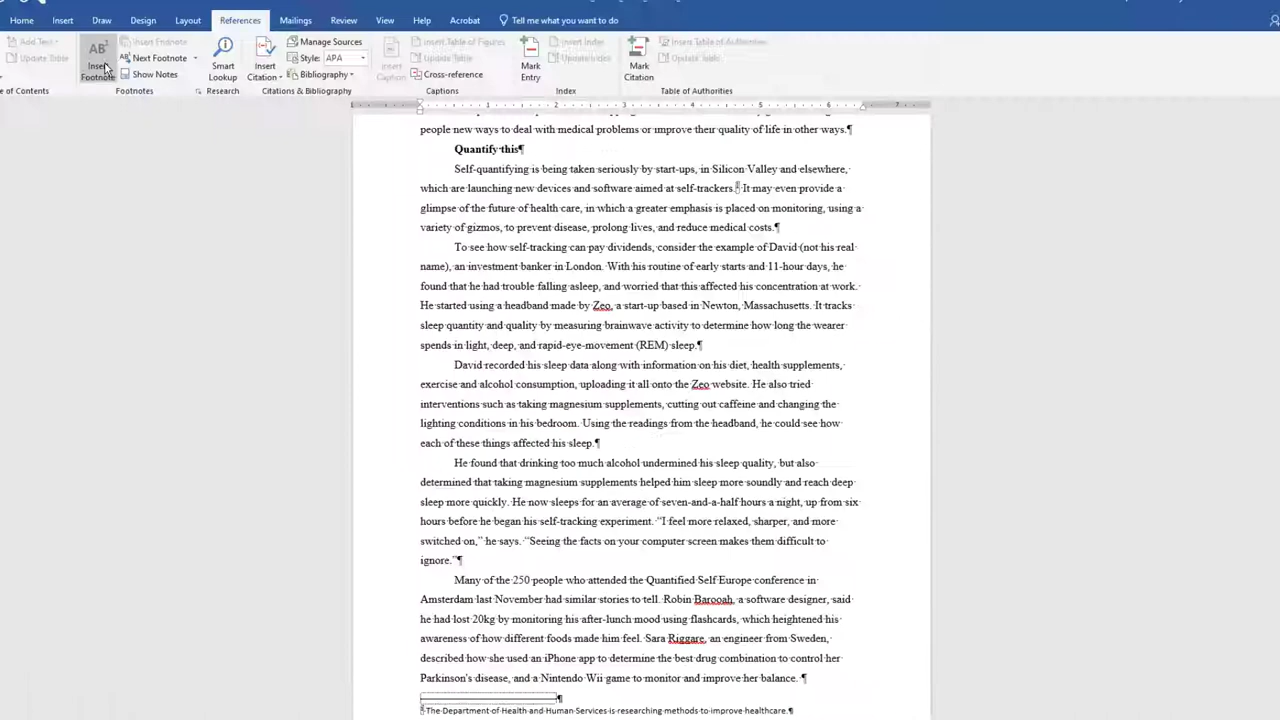 Home Insert Draw Design Layout References Mailings Review View Help Acrobat Tell me what you want to do
Add Text
Update Table
e of Contents
AB¹
Insert Footnote
Insert Endnote
Next Footnote
Show Notes
Footnotes
Smart Lookup
Research
Insert Citation
Manage Sources
Style: APA
Bibliography
Citations & Bibliography
Insert Caption
Insert Table of Figures
Update Table
Cross-reference
Captions
Mark Entry
Insert Index
Update Index
Index
Mark Citation
Insert Table of Authorities
Update Table
Table of Authorities
1 2 3 4 5 6 7
people new ways to deal with medical problems or improve their quality of life in other ways.¶
Quantify this¶
Self-quantifying is being taken seriously by start-ups, in Silicon Valley and elsewhere,
which are launching new devices and software aimed at self-trackers. It may even provide a
glimpse of the future of health care, in which a greater emphasis is placed on monitoring, using a
variety of gizmos, to prevent disease, prolong lives, and reduce medical costs.¶
To see how self-tracking can pay dividends, consider the example of David (not his real
name), an investment banker in London. With his routine of early starts and 11-hour days, he
found that he had trouble falling asleep, and worried that this affected his concentration at work.
He started using a headband made by Zeo, a start-up based in Newton, Massachusetts. It tracks
sleep quantity and quality by measuring brainwave activity to determine how long the wearer
spends in light, deep, and rapid-eye-movement (REM) sleep.¶
David recorded his sleep data along with information on his diet, health supplements,
exercise and alcohol consumption, uploading it all onto the Zeo website. He also tried
interventions such as taking magnesium supplements, cutting out caffeine and changing the
lighting conditions in his bedroom. Using the readings from the headband, he could see how
each of these things affected his sleep.¶
He found that drinking too much alcohol undermined his sleep quality, but also
determined that taking magnesium supplements helped him sleep more soundly and reach deep
sleep more quickly. He now sleeps for an average of seven-and-a-half hours a night, up from six
hours before he began his self-tracking experiment. “I feel more relaxed, sharper, and more
switched on,” he says. “Seeing the facts on your computer screen makes them difficult to
ignore.”¶
Many of the 250 people who attended the Quantified Self Europe conference in
Amsterdam last November had similar stories to tell. Robin Barooah, a software designer, said
he had lost 20kg by monitoring his after-lunch mood using flashcards, which heightened his
awareness of how different foods made him feel. Sara Riggare, an engineer from Sweden,
described how she used an iPhone app to determine the best drug combination to control her
Parkinson's disease, and a Nintendo Wii game to monitor and improve her balance. ¶
¶
The Department of Health and Human Services is researching methods to improve healthcare.¶